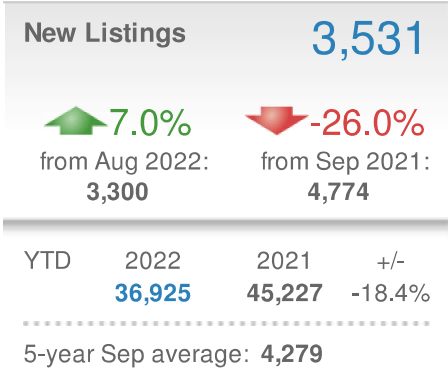 New Listings 3,531
7.0% -26.0%
from Aug 2022: from Sep 2021:
3,300 4,774
YTD 2022 2021 +/-
36,925 45,227 -18.4%
5-year Sep average: 4,279